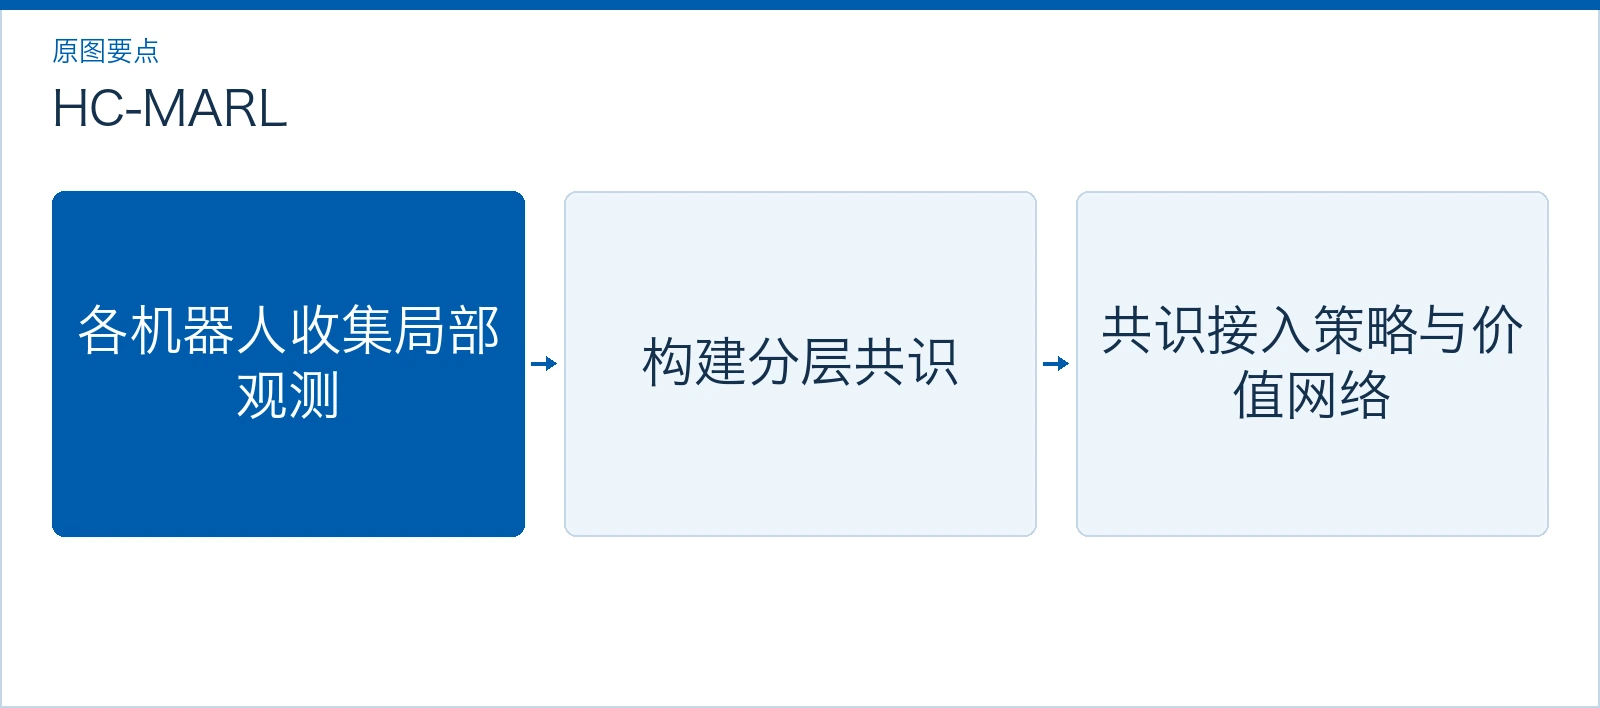 原图要点
HC-MARL
各机器人收集局部
观测
构建分层共识
共识接入策略与价
值网络